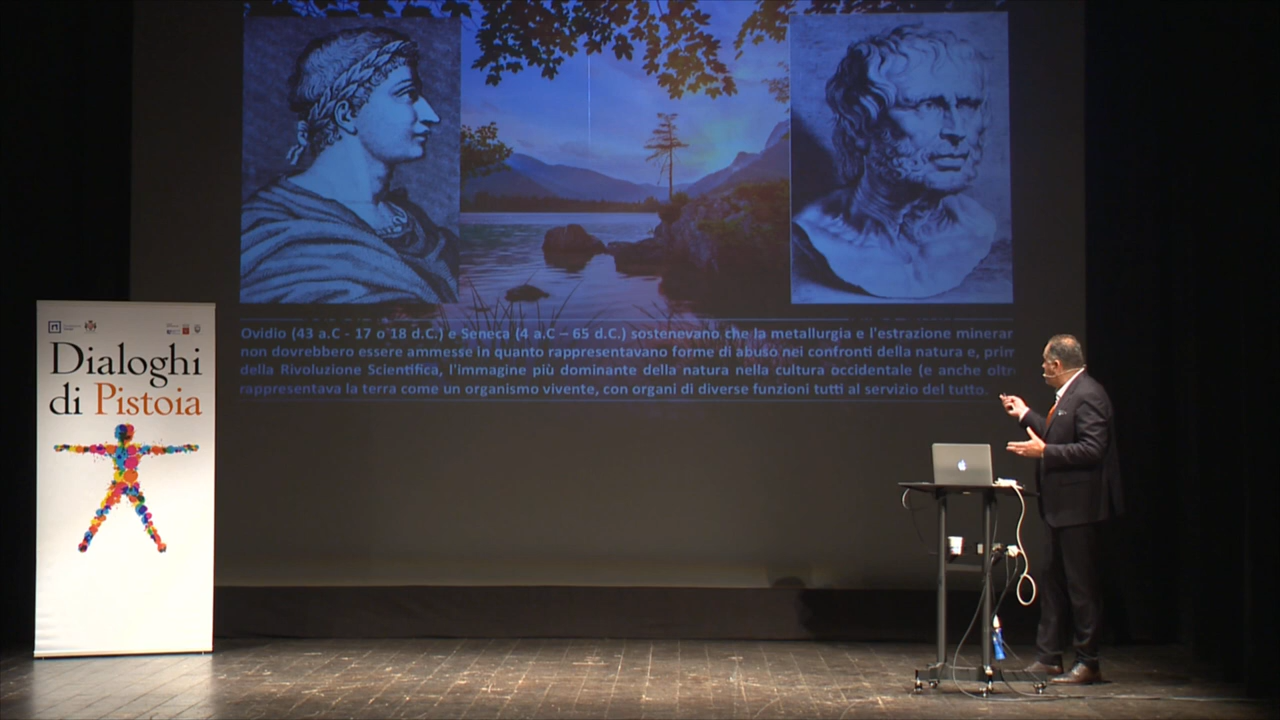 Ovidio (43 a.C - 17 o 18 d.C.) e Seneca (4 a.C – 65 d.C.) sostenevano che la metallurgia e l'estrazione minerar
non dovrebbero essere ammesse in quanto rappresentavano forme di abuso nei confronti della natura e, prim
della Rivoluzione Scientifica, l'immagine più dominante della natura nella cultura occidentale (e anche oltr
rappresentava la terra come un organismo vivente, con organi di diverse funzioni tutti al servizio del tutto.
Dialoghi
di Pistoia